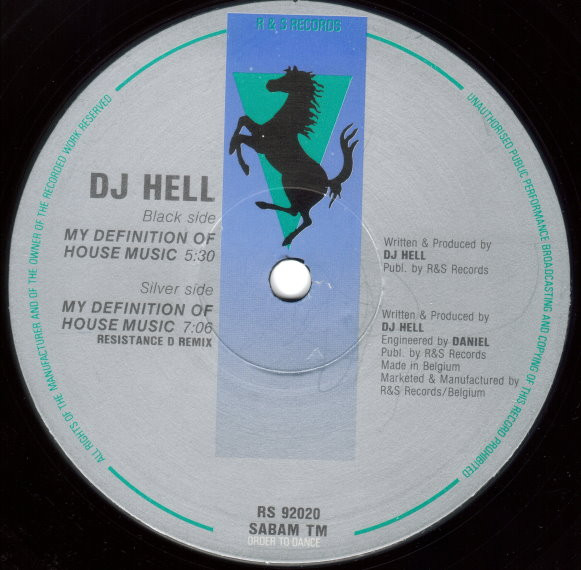 R & S RECORDS
ALL RIGHTS OF THE MANUFACTURER AND OF THE OWNER OF THE RECORDED WORK RESERVED
UNAUTHORISED PUBLIC PERFORMANCE BROADCASTING AND COPYING OF THIS RECORD PROHIBITED
DJ HELL
Black side
MY DEFINITION OF
HOUSE MUSIC 5:30
Silver side
MY DEFINITION OF
HOUSE MUSIC 7:06
RESISTANCE D REMIX
Written & Produced by
DJ HELL
Publ. by R&S Records
Written & Produced by
DJ HELL
Engineered by DANIEL
Publ. by R&S Records
Made in Belgium
Marketed & Manufactured by
R&S Records/Belgium
RS 92020
SABAM TM
ORDER TO DANCE